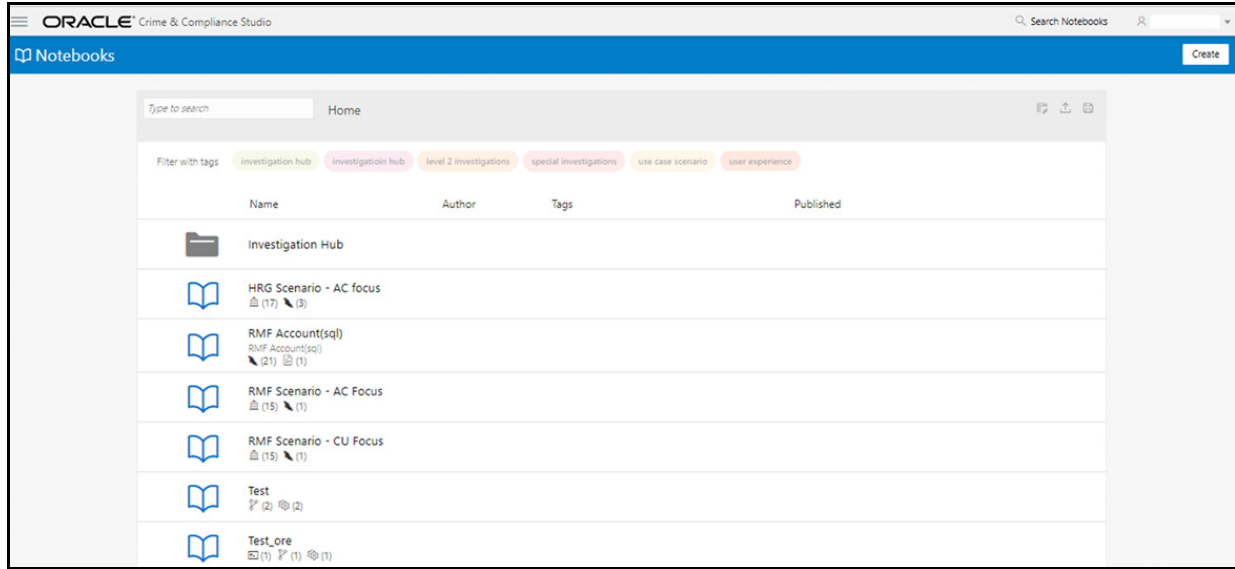 ORACLE® Crime & Compliance Studio Search Notebooks
Notebooks Create
Type to search Home
Filter with tags investigation hub investigatioin hub level 2 investigations special investigations use case scenario user experience
Name Author Tags Published
Investigation Hub
HRG Scenario - AC focus
(17) (3)
RMF Account(sql)
RMF Account(sql)
(21) (1)
RMF Scenario - AC Focus
(15) (1)
RMF Scenario - CU Focus
(15) (1)
Test
(2) (2)
Test_ore
(1) (1) (1)